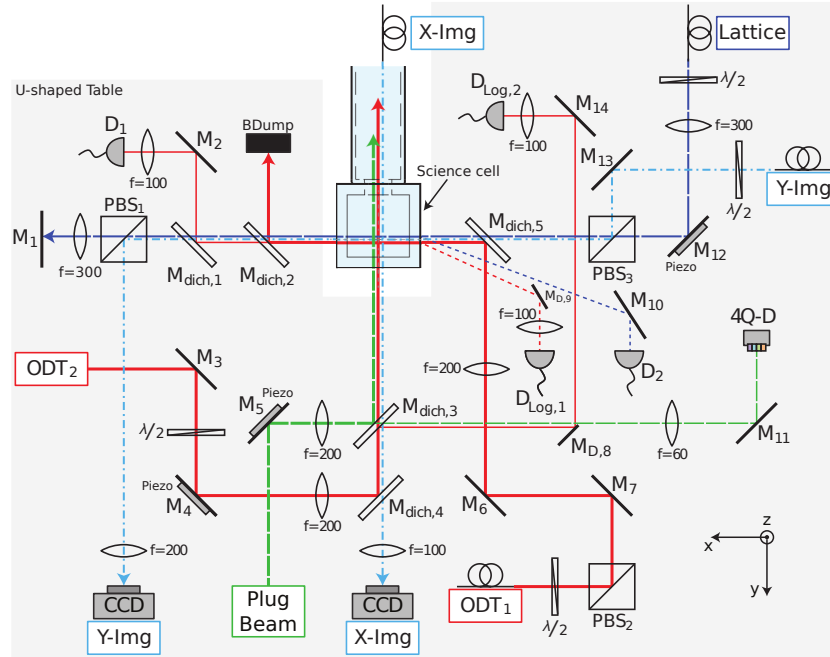 X-Img
Lattice
U-shaped Table
D_Log,2
M_14
λ/2
D_1
M_2
BDump
f=100
M_13
f=300
f=100
Science cell
Y-Img
PBS_1
M_dich,5
λ/2
M_1
f=300
M_dich,1
M_dich,2
PBS_3
Piezo
M_12
M_D,9
M_10
f=100
4Q-D
ODT_2
M_3
f=200
D_2
M_5
Piezo
M_dich,3
D_Log,1
λ/2
f=200
M_D,8
f=60
M_11
Piezo
M_4
M_dich,4
M_6
M_7
f=200
z
x
f=200
f=100
y
CCD
Plug
Beam
CCD
ODT_1
λ/2
PBS_2
Y-Img
X-Img